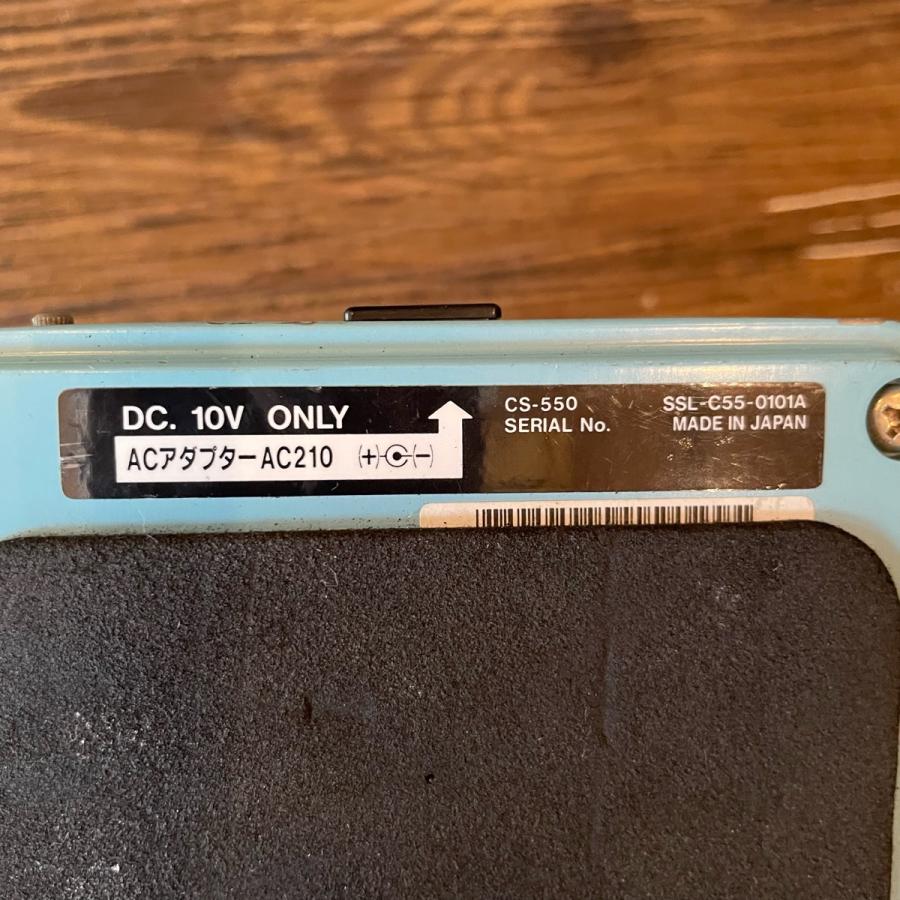 DC. 10V ONLY
ACアダプターAC210 (+) (−)
CS-550
SERIAL No.
SSL-C55-0101A
MADE IN JAPAN